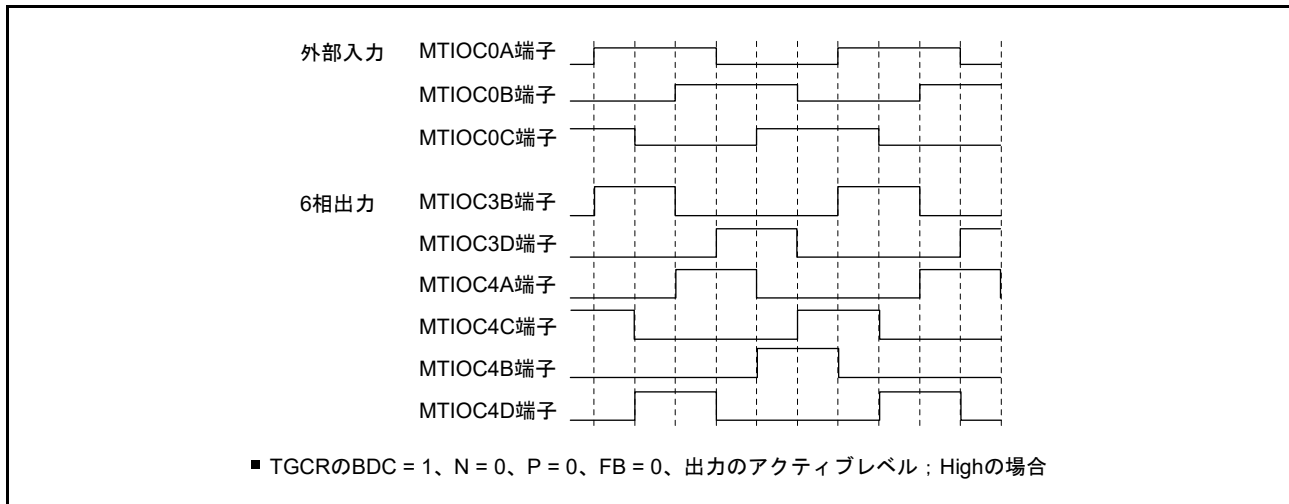 外部入力 MTIOC0A端子
MTIOC0B端子
MTIOC0C端子
6相出力 MTIOC3B端子
MTIOC3D端子
MTIOC4A端子
MTIOC4C端子
MTIOC4B端子
MTIOC4D端子
■ TGCRのBDC = 1、N = 0、P = 0、FB = 0、出力のアクティブレベル；Highの場合